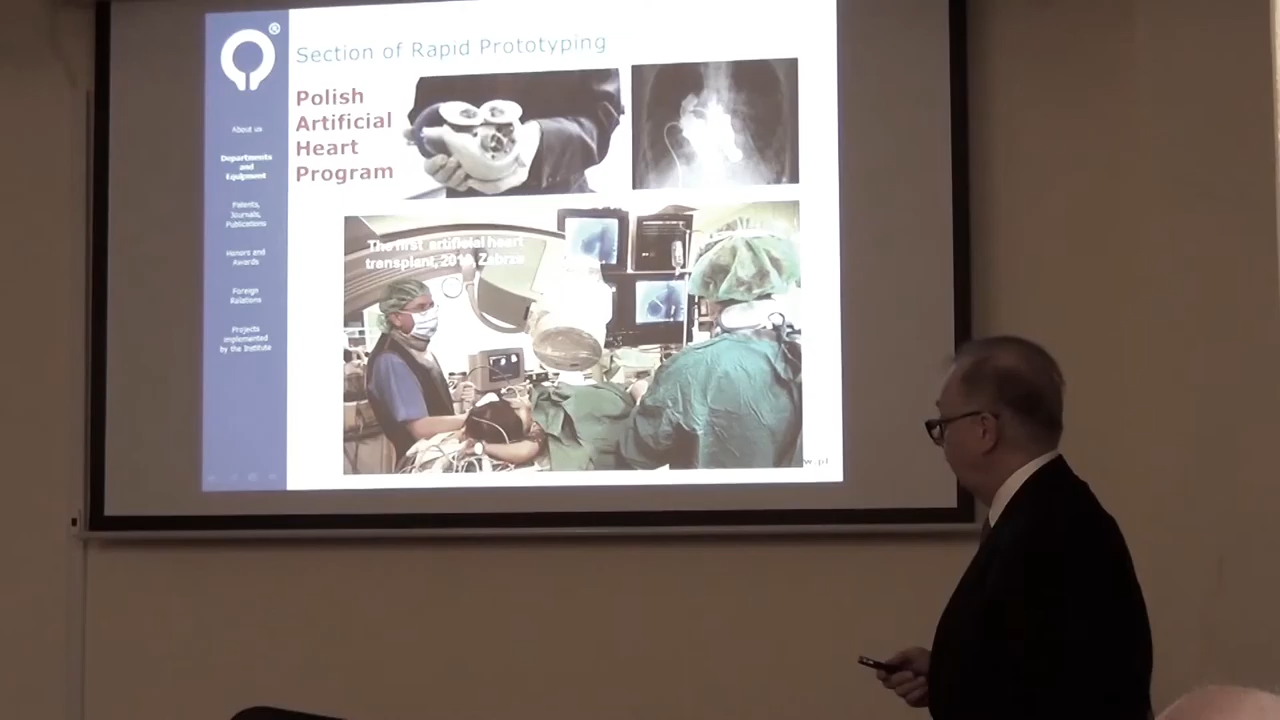 ®
Section of Rapid Prototyping
Polish
Artificial
Heart
Program
About us
Departments
and
Equipment
Patents,
Journals,
Publications
Honors and
Awards
Foreign
Relations
Projects
implemented
by the Institute
The first artificial heart
transplant, Zabrze
w.pl